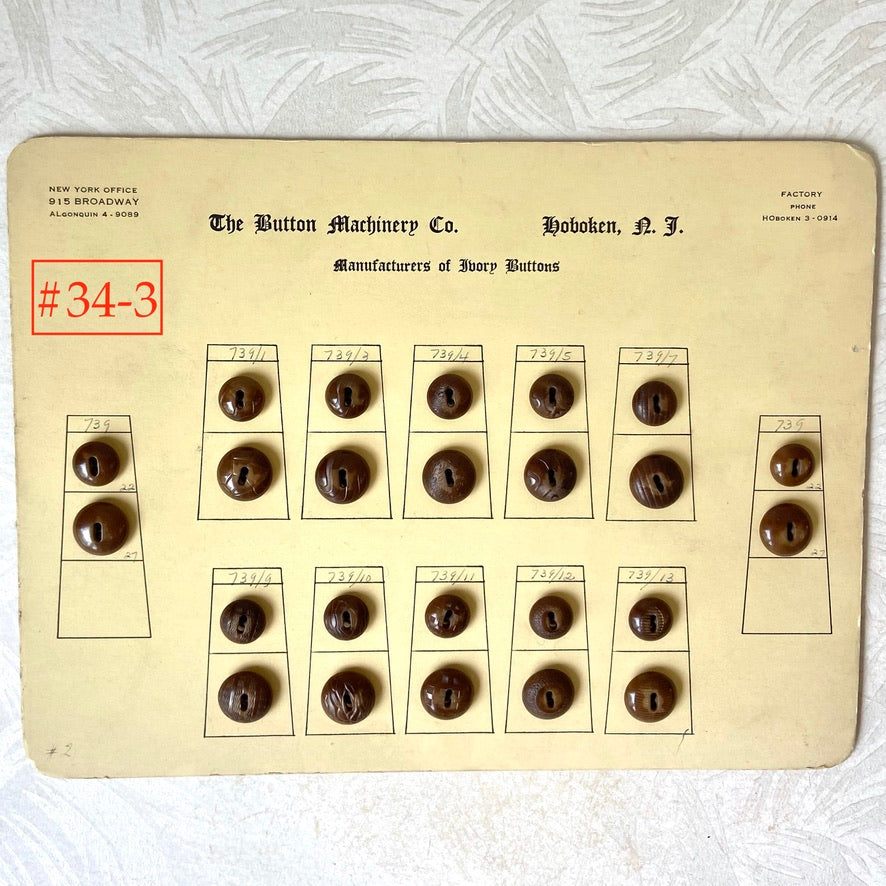 NEW YORK OFFICE
915 BROADWAY
ALGONQUIN 4-9089
FACTORY
PHONE
HOBOKEN 3-0914
The Button Machinery Co. Hoboken, N. J.
Manufacturers of Ivory Buttons
#34-3
739/1 739/3 739/4 739/5 739/7
739 739
22 22
27 27
739/9 739/10 739/11 739/12 739/13
#2